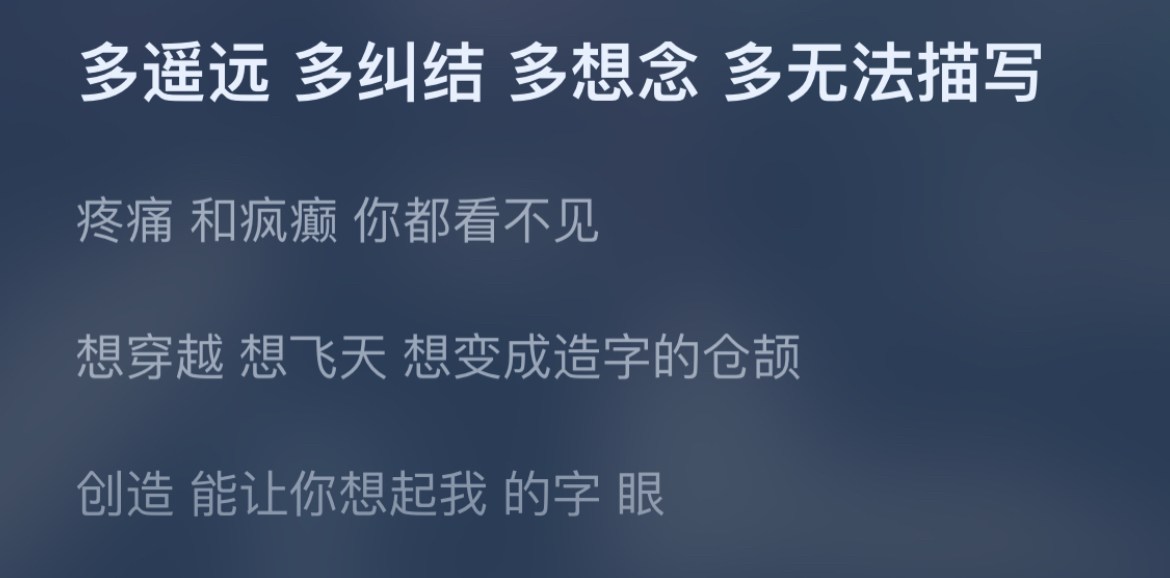 多遥远 多纠结 多想念 多无法描写
疼痛 和疯癫 你都看不见
想穿越 想飞天 想变成造字的仓颉
创造 能让你想起我 的字 眼